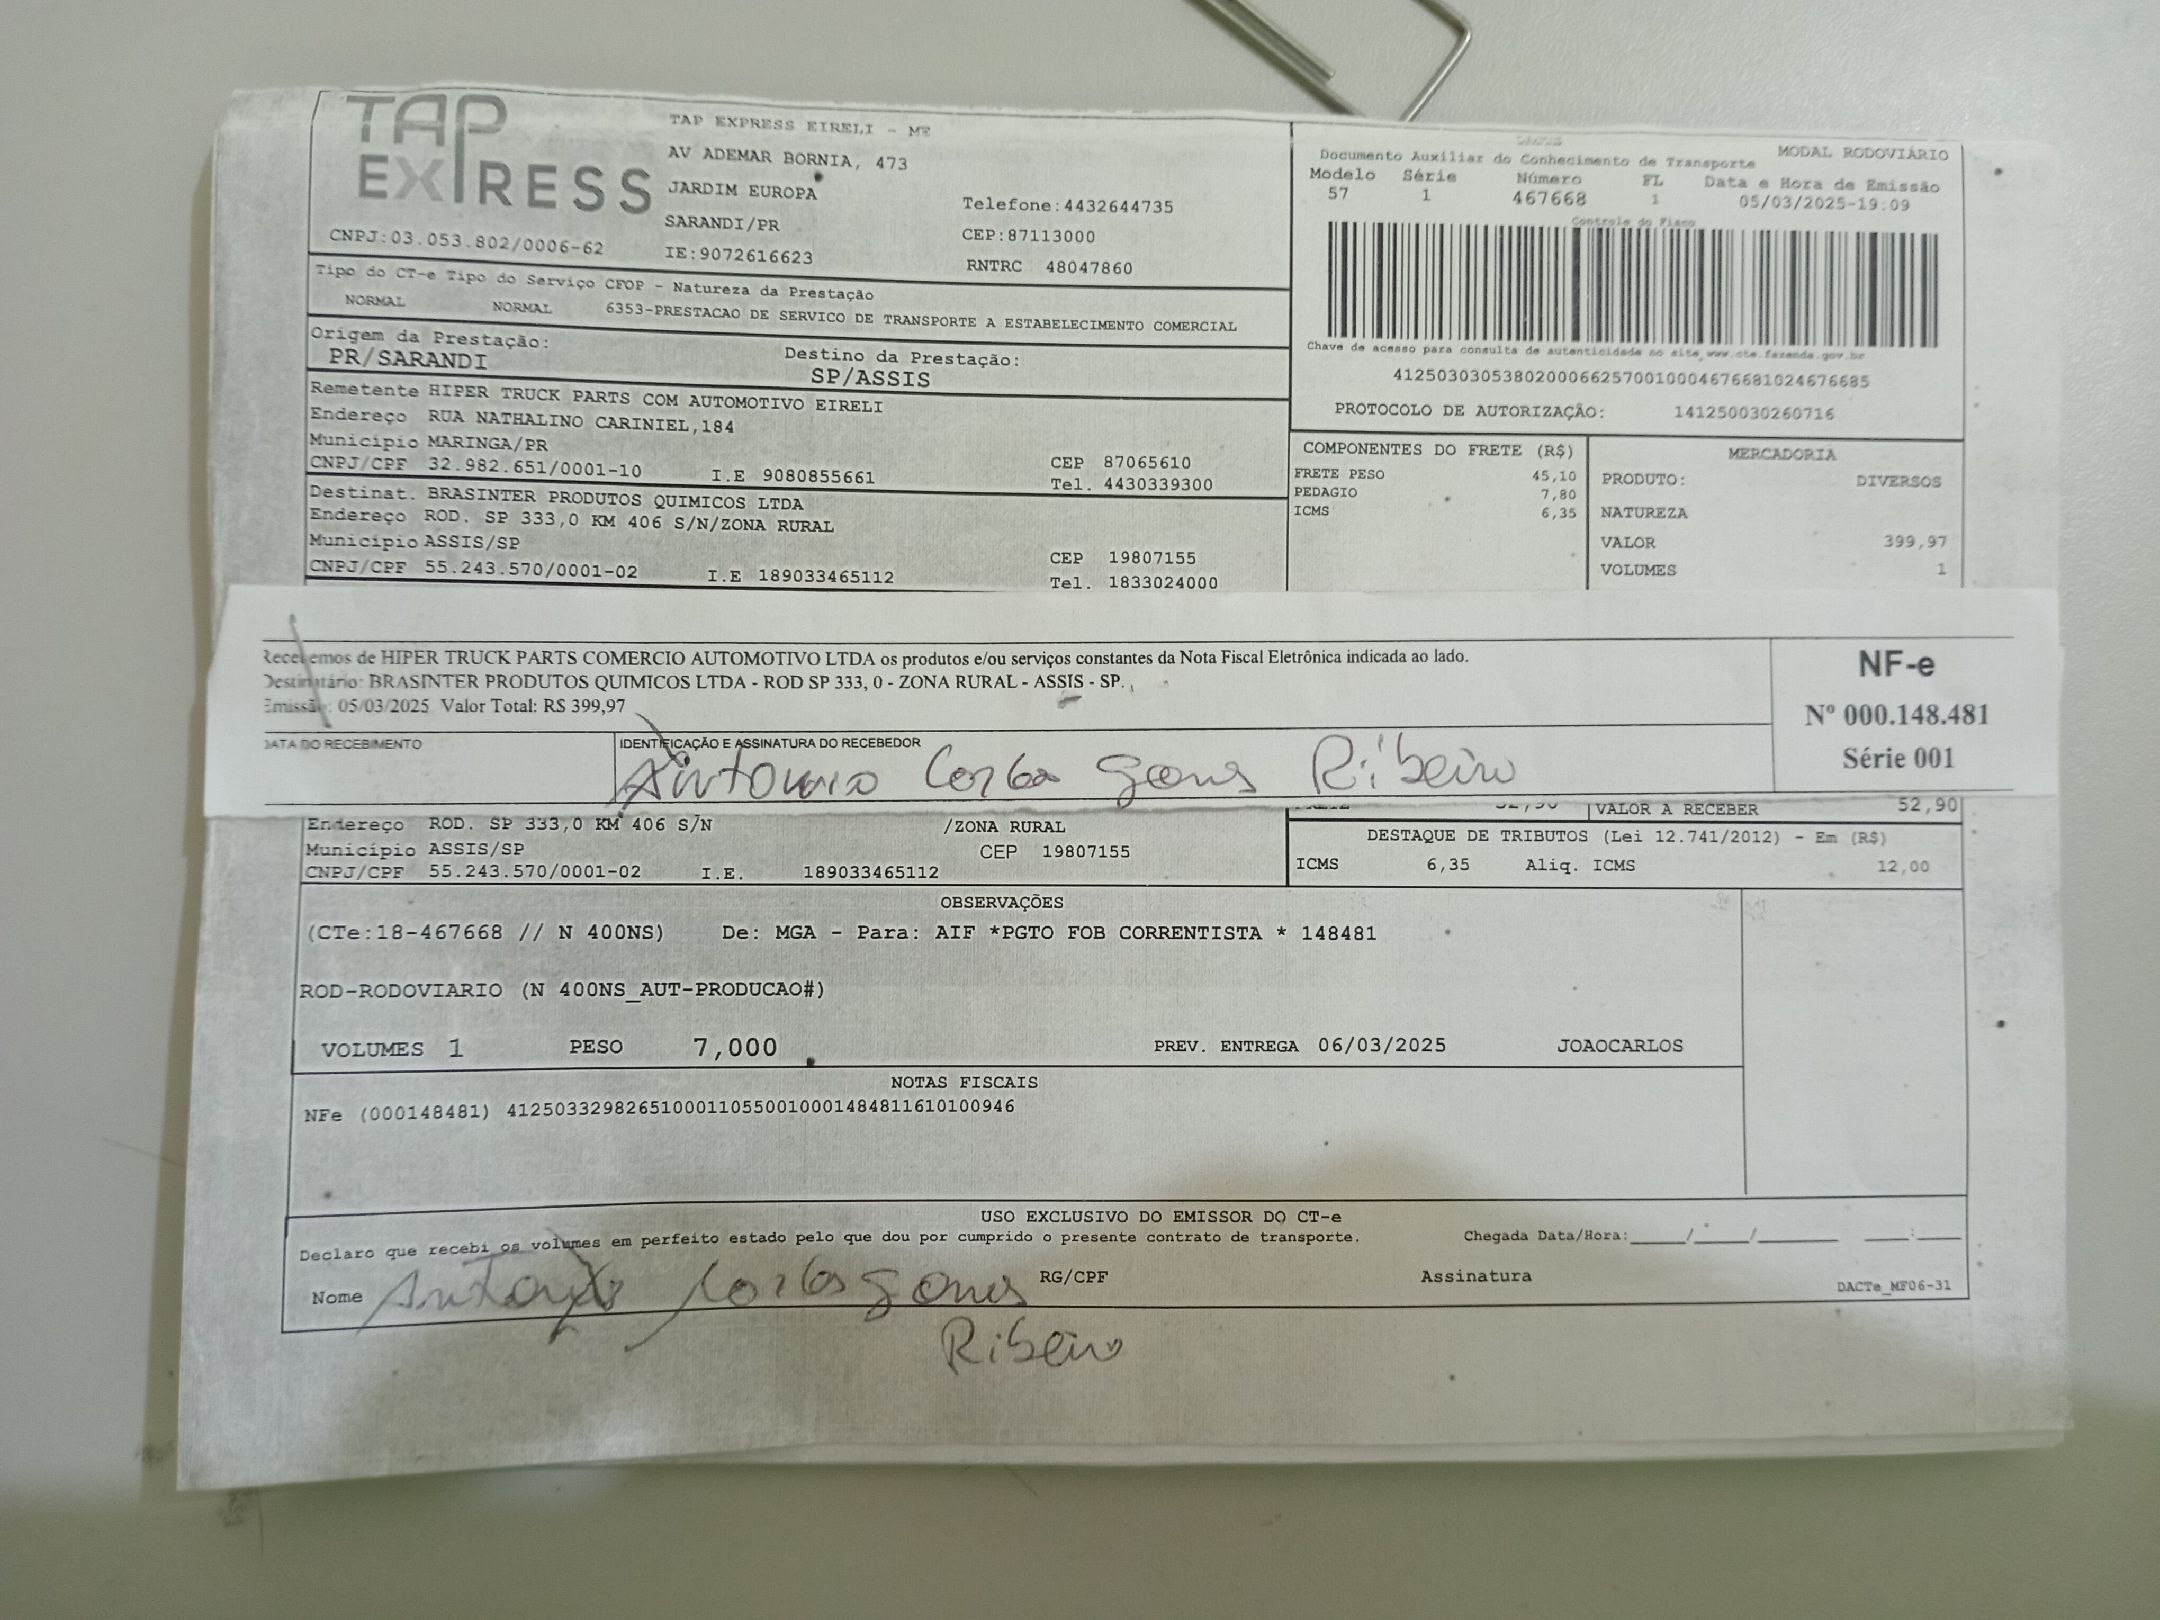 TAP EXPRESS
TAP EXPRESS EIRELI - ME
AV ADEMAR BORNIA, 473
JARDIM EUROPA
SARANDI/PR
IE:9072616623
Telefone:4432644735
CEP:87113000
RNTRC 48047860
CNPJ:03.053.802/0006-62
MODAL RODOVIÁRIO
Documento Auxiliar do Conhecimento de Transporte
Modelo Série Número FL Data e Hora de Emissão
57 1 467668 1 05/03/2025-19:09
Controle do Fisco
Chave de acesso para consulta de autenticidade no site www.cte.fazenda.gov.br
41250303053802000662570010004676681024676685
PROTOCOLO DE AUTORIZAÇÃO: 141250030260716
Tipo do CT-e Tipo do Serviço CFOP - Natureza da Prestação
NORMAL NORMAL 6353-PRESTACAO DE SERVICO DE TRANSPORTE A ESTABELECIMENTO COMERCIAL
Origem da Prestação: Destino da Prestação:
PR/SARANDI SP/ASSIS
Remetente HIPER TRUCK PARTS COM AUTOMOTIVO EIRELI
Endereço RUA NATHALINO CARINIEL,184
Município MARINGA/PR CEP 87065610
CNPJ/CPF 32.982.651/0001-10 I.E 9080855661 Tel. 4430339300
Destinat. BRASINTER PRODUTOS QUIMICOS LTDA
Endereço ROD. SP 333,0 KM 406 S/N/ZONA RURAL
Município ASSIS/SP CEP 19807155
CNPJ/CPF 55.243.570/0001-02 I.E 189033465112 Tel. 1833024000
COMPONENTES DO FRETE (R$)
FRETE PESO 45,10
PEDAGIO 7,80
ICMS 6,35
MERCADORIA
PRODUTO: DIVERSOS
NATUREZA
VALOR 399,97
VOLUMES 1
Recebemos de HIPER TRUCK PARTS COMERCIO AUTOMOTIVO LTDA os produtos e/ou serviços constantes da Nota Fiscal Eletrônica indicada ao lado.
Destinatário: BRASINTER PRODUTOS QUIMICOS LTDA - ROD SP 333, 0 - ZONA RURAL - ASSIS - SP.
Emissão: 05/03/2025 Valor Total: R$ 399,97
DATA DO RECEBIMENTO IDENTIFICAÇÃO E ASSINATURA DO RECEBEDOR
Antonio Ribeiro
NF-e
Nº 000.148.481
Série 001
VALOR A RECEBER 52,90
Endereço ROD. SP 333,0 KM 406 S/N /ZONA RURAL
Município ASSIS/SP CEP 19807155
CNPJ/CPF 55.243.570/0001-02 I.E. 189033465112
DESTAQUE DE TRIBUTOS (Lei 12.741/2012) - Em (R$)
ICMS 6,35 Aliq. ICMS 12,00
OBSERVAÇÕES
(CTe:18-467668 // N 400NS) De: MGA - Para: AIF *PGTO FOB CORRENTISTA * 148481
ROD-RODOVIARIO (N 400NS_AUT-PRODUCAO#)
VOLUMES 1 PESO 7,000 PREV. ENTREGA 06/03/2025 JOAOCARLOS
NOTAS FISCAIS
NFe (000148481) 41250332982651000110550010001484811610100946
USO EXCLUSIVO DO EMISSOR DO CT-e
Declaro que recebi os volumes em perfeito estado pelo que dou por cumprido o presente contrato de transporte. Chegada Data/Hora:____/____/______ ___:___
Nome Antonio RG/CPF Assinatura DACTe_MF06-31
Ribeiro